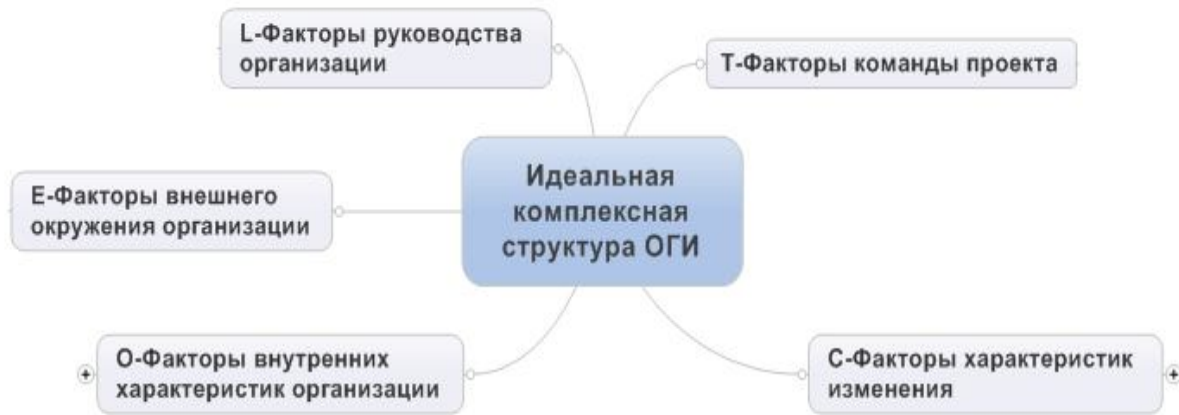 L-Факторы руководства
организации
Т-Факторы команды проекта
Идеальная
комплексная
структура ОГИ
Е-Факторы внешнего
окружения организации
О-Факторы внутренних
характеристик организации
С-Факторы характеристик
изменения